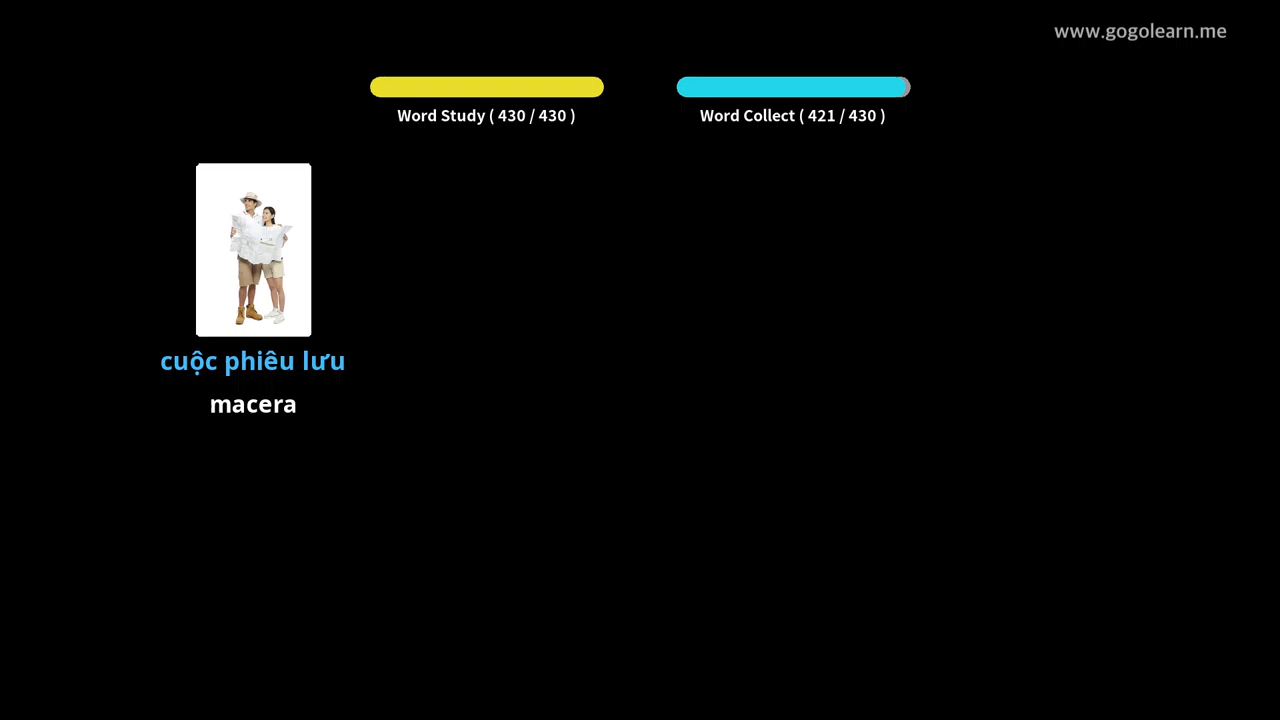 www.gogolearn.me
Word Study ( 430 / 430 )
Word Collect ( 421 / 430 )
cuộc phiêu lưu
macera